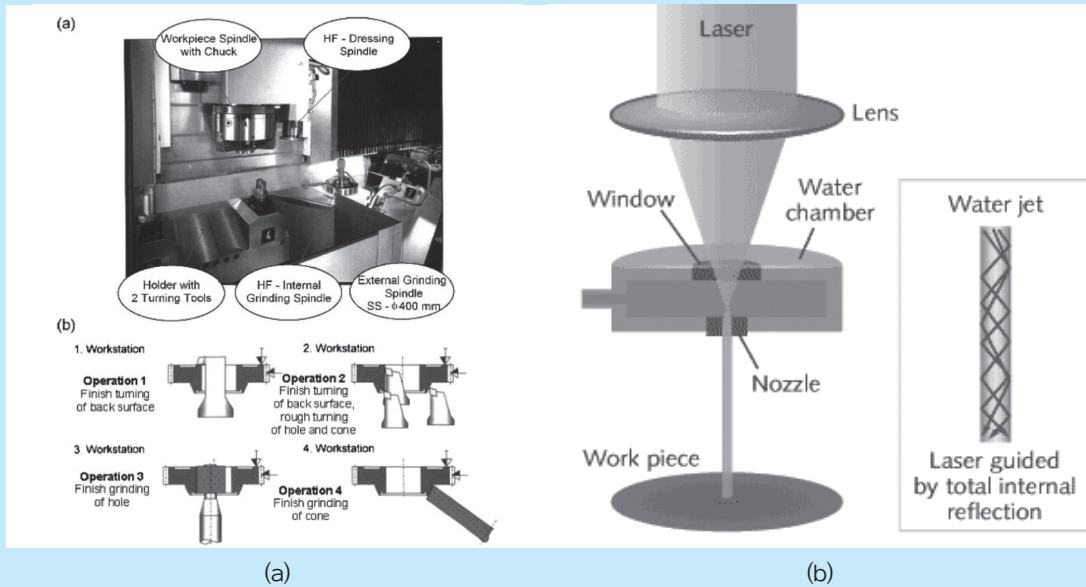 (a)
Workpiece Spindle
with Chuck
HF - Dressing
Spindle
4
Holder with
2 Turning Tools
HF - Internal
Grinding Spindle
External Grinding
Spindle
SS - ϕ400 mm
(b)
1. Workstation
Operation 1
Finish turning
of back surface
2. Workstation
Operation 2
Finish turning
of back surface,
rough turning
of hole and cone
3. Workstation
Operation 3
Finish grinding
of hole
4. Workstation
Operation 4
Finish grinding
of cone
Laser
Lens
Window
Water
chamber
Nozzle
Work piece
Water jet
Laser guided
by total internal
reflection
(a)
(b)